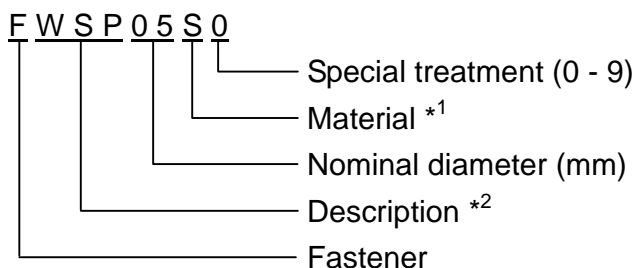 F W S P 0 5 S 0
Special treatment (0 - 9)
Material *1
Nominal diameter (mm)
Description *2
Fastener